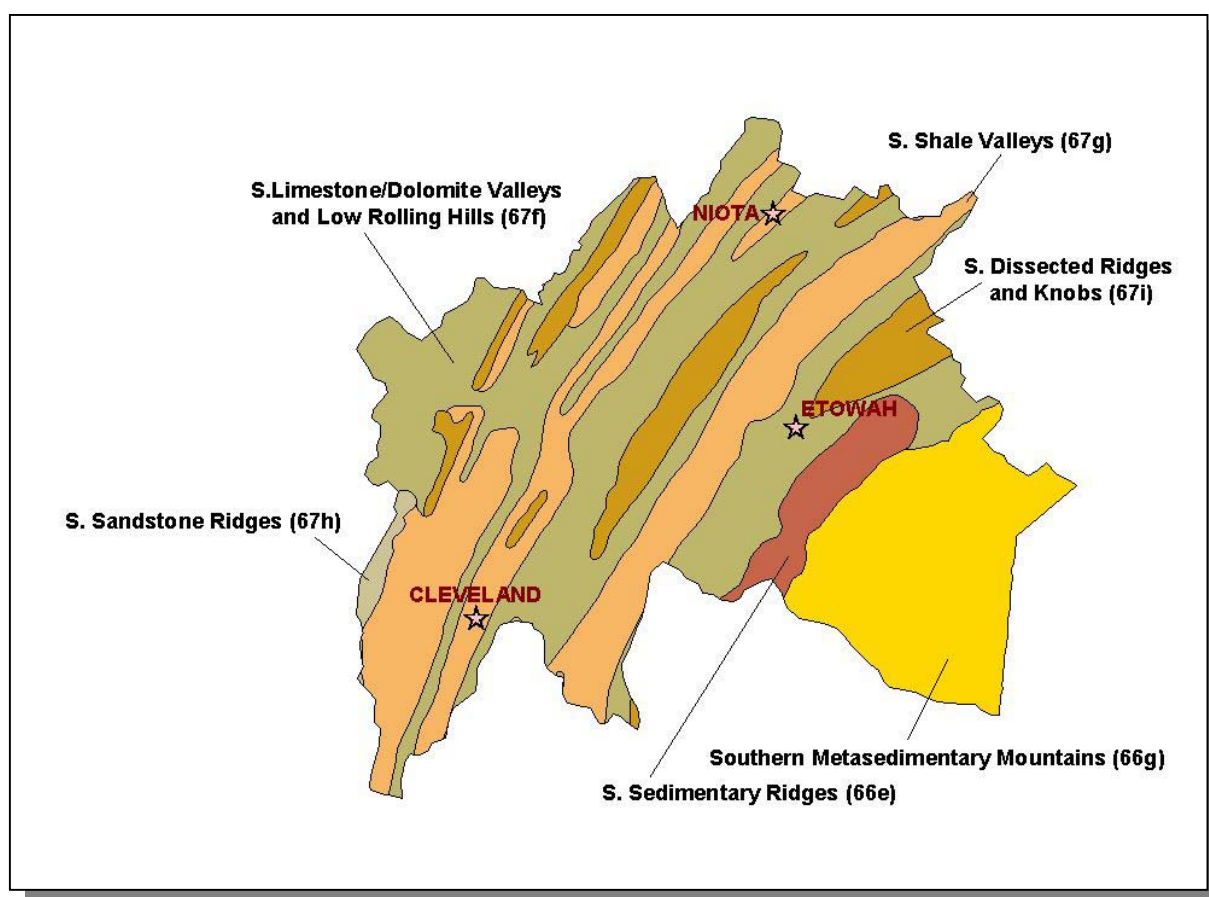 S. Shale Valleys (67g)
S.Limestone/Dolomite Valleys
and Low Rolling Hills (67f)
NIOTA
S. Dissected Ridges
and Knobs (67i)
ETOWAH
S. Sandstone Ridges (67h)
CLEVELAND
Southern Metasedimentary Mountains (66g)
S. Sedimentary Ridges (66e)